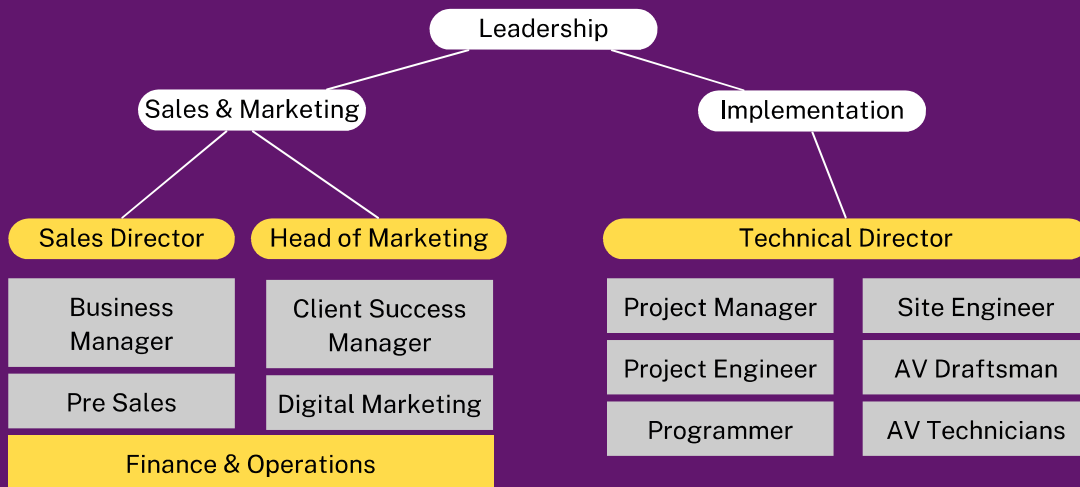 Leadership
Sales & Marketing
Implementation
Sales Director
Head of Marketing
Technical Director
Business
Manager
Client Success
Manager
Project Manager
Site Engineer
Project Engineer
AV Draftsman
Pre Sales
Digital Marketing
Programmer
AV Technicians
Finance & Operations